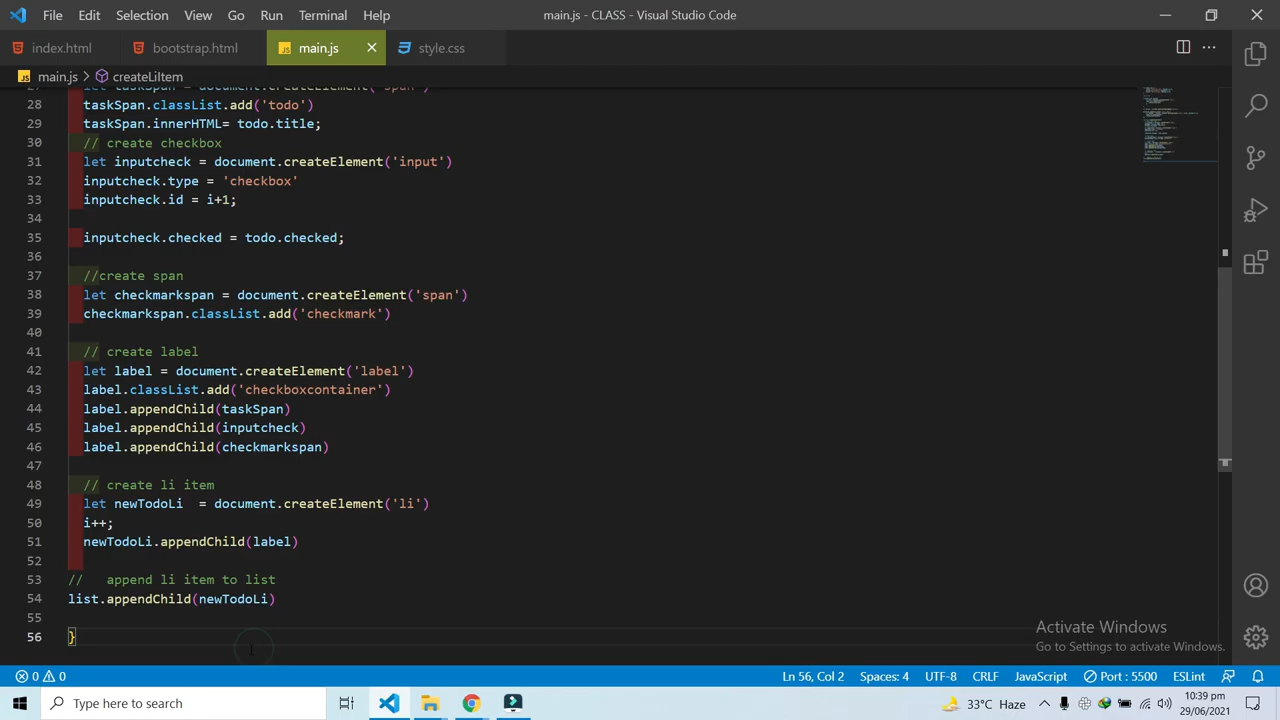 File Edit Selection View Go Run Terminal Help main.js - CLASS - Visual Studio Code
index.html bootstrap.html main.js style.css
main.js > createLiItem
28 taskSpan.classList.add('todo')
29 taskSpan.innerHTML= todo.title;
30 // create checkbox
31 let inputcheck = document.createElement('input')
32 inputcheck.type = 'checkbox'
33 inputcheck.id = i+1;
34
35 inputcheck.checked = todo.checked;
36
37 //create span
38 let checkmarkspan = document.createElement('span')
39 checkmarkspan.classList.add('checkmark')
40
41 // create label
42 let label = document.createElement('label')
43 label.classList.add('checkboxcontainer')
44 label.appendChild(taskSpan)
45 label.appendChild(inputcheck)
46 label.appendChild(checkmarkspan)
47
48 // create li item
49 let newTodoLi  = document.createElement('li')
50 i++;
51 newTodoLi.appendChild(label)
52
53 //   append li item to list
54 list.appendChild(newTodoLi)
55
56 }
Activate Windows
Go to Settings to activate Windows.
0 0 Ln 56, Col 2 Spaces: 4 UTF-8 CRLF JavaScript Port : 5500 ESLint
Type here to search 33°C Haze 10:39 pm
29/06/2021